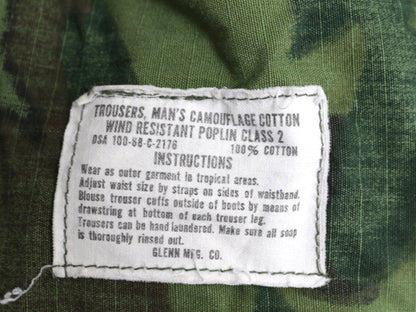 TROUSERS, MAN'S CAMOUFLAGE COTTON
WIND RESISTANT POPLIN CLASS 2
DSA 100-68-C-2176 100% COTTON
INSTRUCTIONS
Wear as outer garment in tropical areas.
Adjust waist size by straps on sides of waistband.
Blouse trouser cuffs outside of boots by means of
drawstring at bottom of each trouser leg.
Trousers can be hand laundered. Make sure all soap
is thoroughly rinsed out.
GLENN MFG. CO.